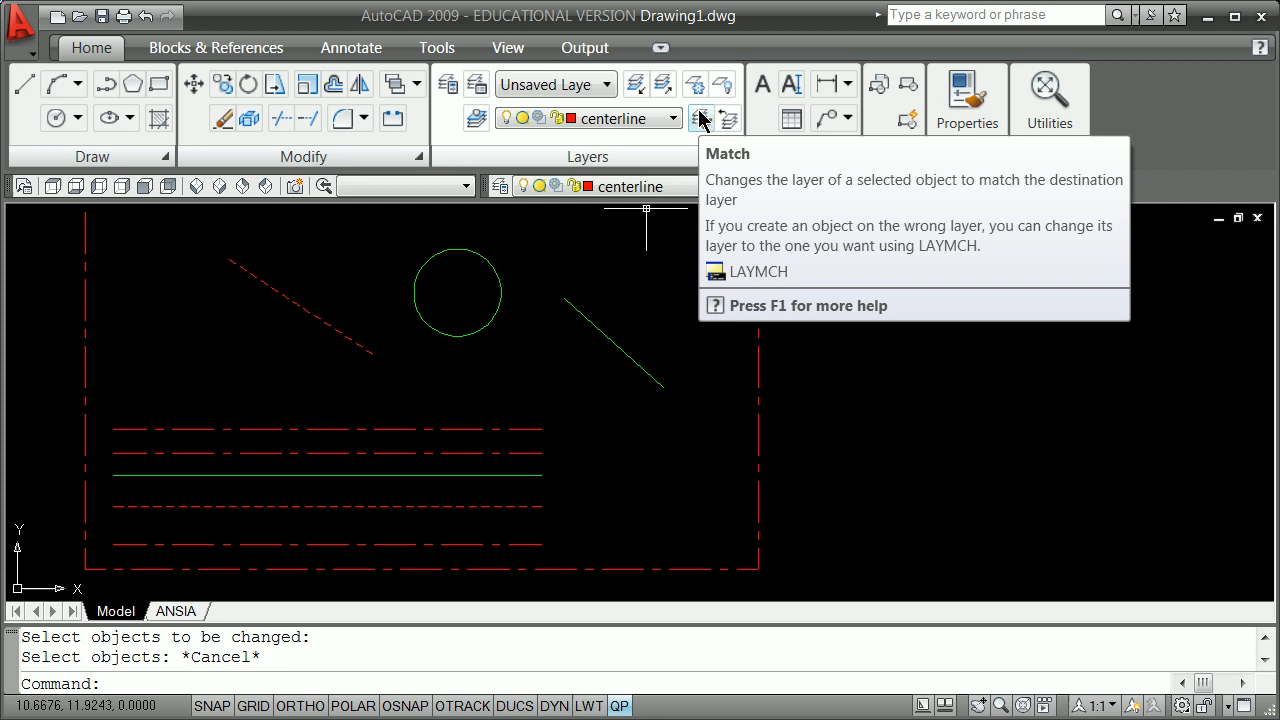 AutoCAD 2009 - EDUCATIONAL VERSION Drawing1.dwg
Type a keyword or phrase
Home Blocks & References Annotate Tools View Output
Unsaved Laye
centerline
Properties
Utilities
Draw
Modify
Layers
centerline
Match
Changes the layer of a selected object to match the destination
layer
If you create an object on the wrong layer, you can change its
layer to the one you want using LAYMCH.
LAYMCH
Press F1 for more help
Y
X
Model ANSIA
Select objects to be changed:
Select objects: *Cancel*
Command:
10.6676, 11.9243, 0.0000 SNAP GRID ORTHO POLAR OSNAP OTRACK DUCS DYN LWT QP 1:1